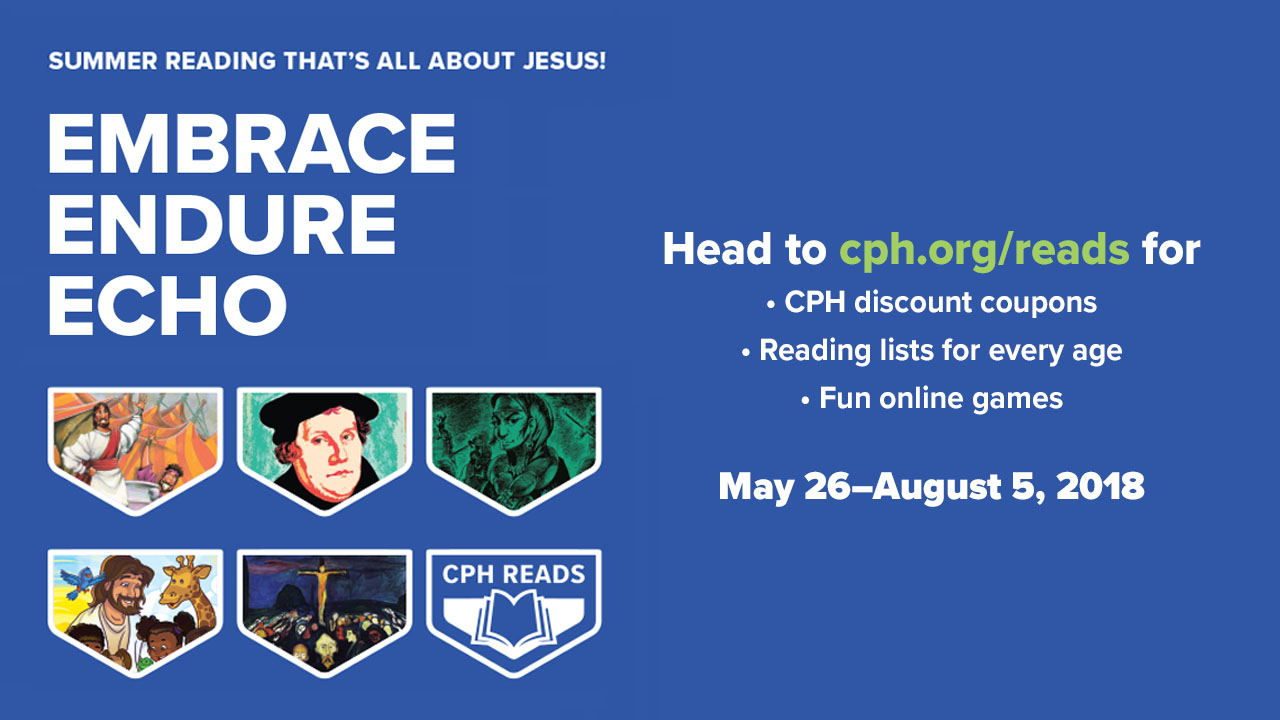 SUMMER READING THAT'S ALL ABOUT JESUS!
EMBRACE
ENDURE
ECHO
CPH READS
Head to cph.org/reads for
• CPH discount coupons
• Reading lists for every age
• Fun online games
May 26–August 5, 2018